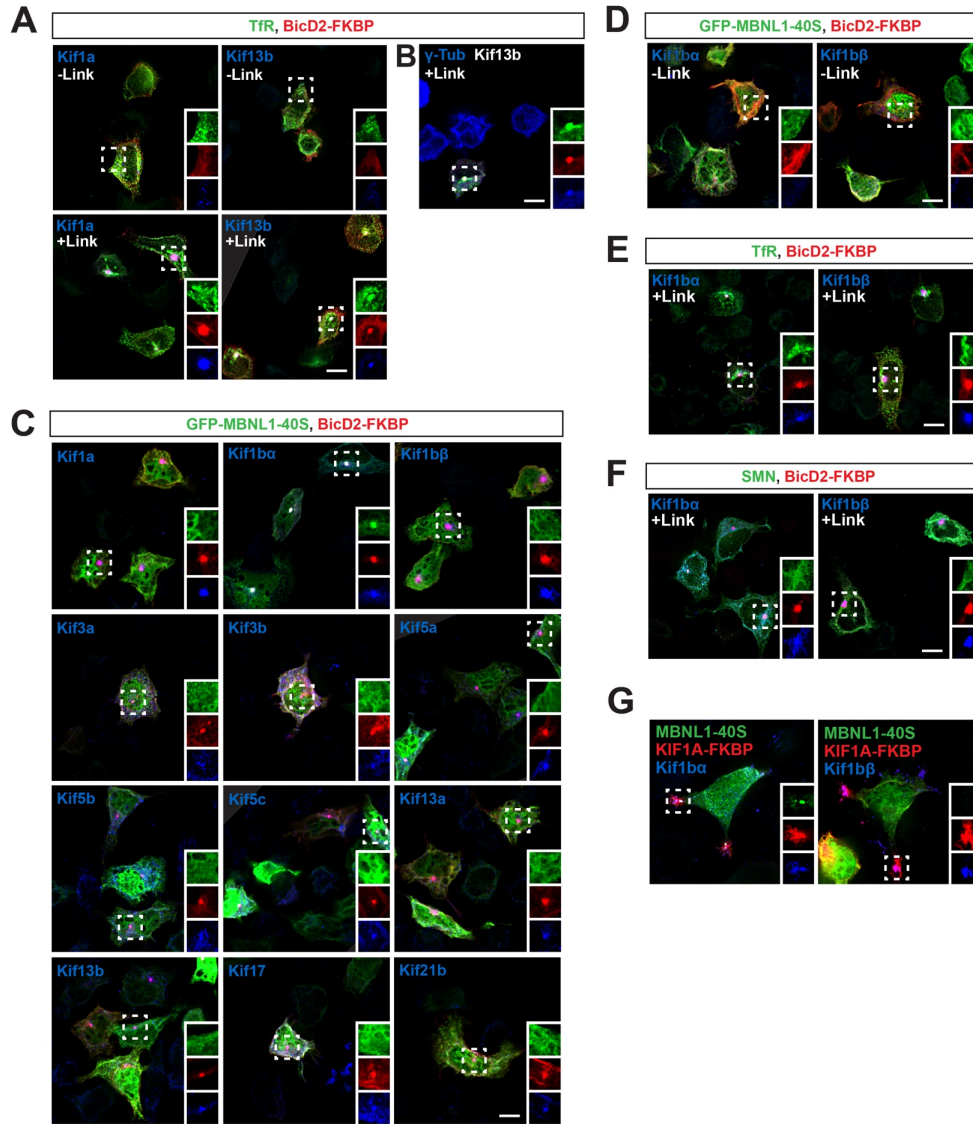 A
TfR, BicD2-FKBP
Kif1a
-Link
Kif13b
-Link
Kif1a
+Link
Kif13b
+Link
B
γ-Tub Kif13b
+Link
C
GFP-MBNL1-40S, BicD2-FKBP
Kif1a
Kif1bα
Kif1bβ
Kif3a
Kif3b
Kif5a
Kif5b
Kif5c
Kif13a
Kif13b
Kif17
Kif21b
D
GFP-MBNL1-40S, BicD2-FKBP
Kif1bα
-Link
Kif1bβ
-Link
E
TfR, BicD2-FKBP
Kif1bα
+Link
Kif1bβ
+Link
F
SMN, BicD2-FKBP
Kif1bα
+Link
Kif1bβ
+Link
G
MBNL1-40S
KIF1A-FKBP
Kif1bα
MBNL1-40S
KIF1A-FKBP
Kif1bβ